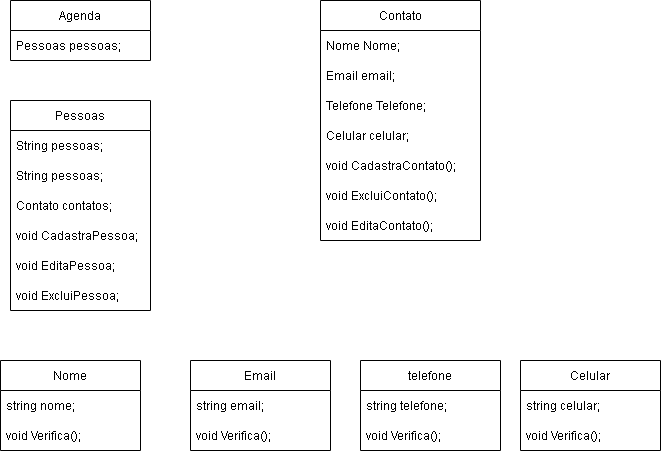 Agenda
Pessoas pessoas;
Contato
Nome Nome;
Email email;
Telefone Telefone;
Celular celular;
void CadastraContato();
void ExcluiContato();
void EditaContato();
Pessoas
String pessoas;
String pessoas;
Contato contatos;
void CadastraPessoa;
void EditaPessoa;
void ExcluiPessoa;
Nome
string nome;
void Verifica();
Email
string email;
void Verifica();
telefone
string telefone;
void Verifica();
Celular
string celular;
void Verifica();